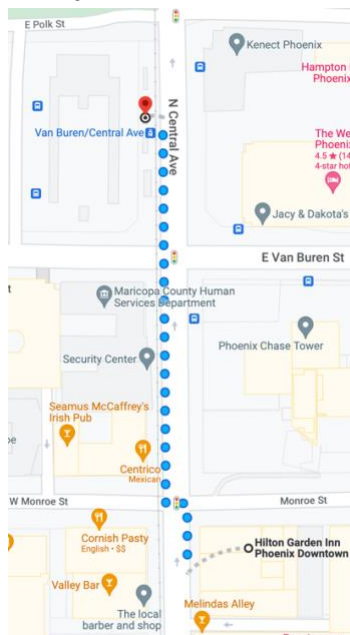 E Polk St
Kenect Phoenix
Hampton
Phoenix
Van Buren/Central Ave
N Central Ave
The We
Phoenix
4.5 ★ (14
4-star hot
Jacy & Dakota's
E Van Buren St
t
Maricopa County Human
Services Department
Security Center
Phoenix Chase Tower
Seamus McCaffrey's
Irish Pub
pe
Centrico
Mexican
W Monroe St
Monroe St
Cornish Pasty
English • $$
Hilton Garden Inn
Phoenix Downtown
Valley Bar
The local
barber and shop
Melindas Alley